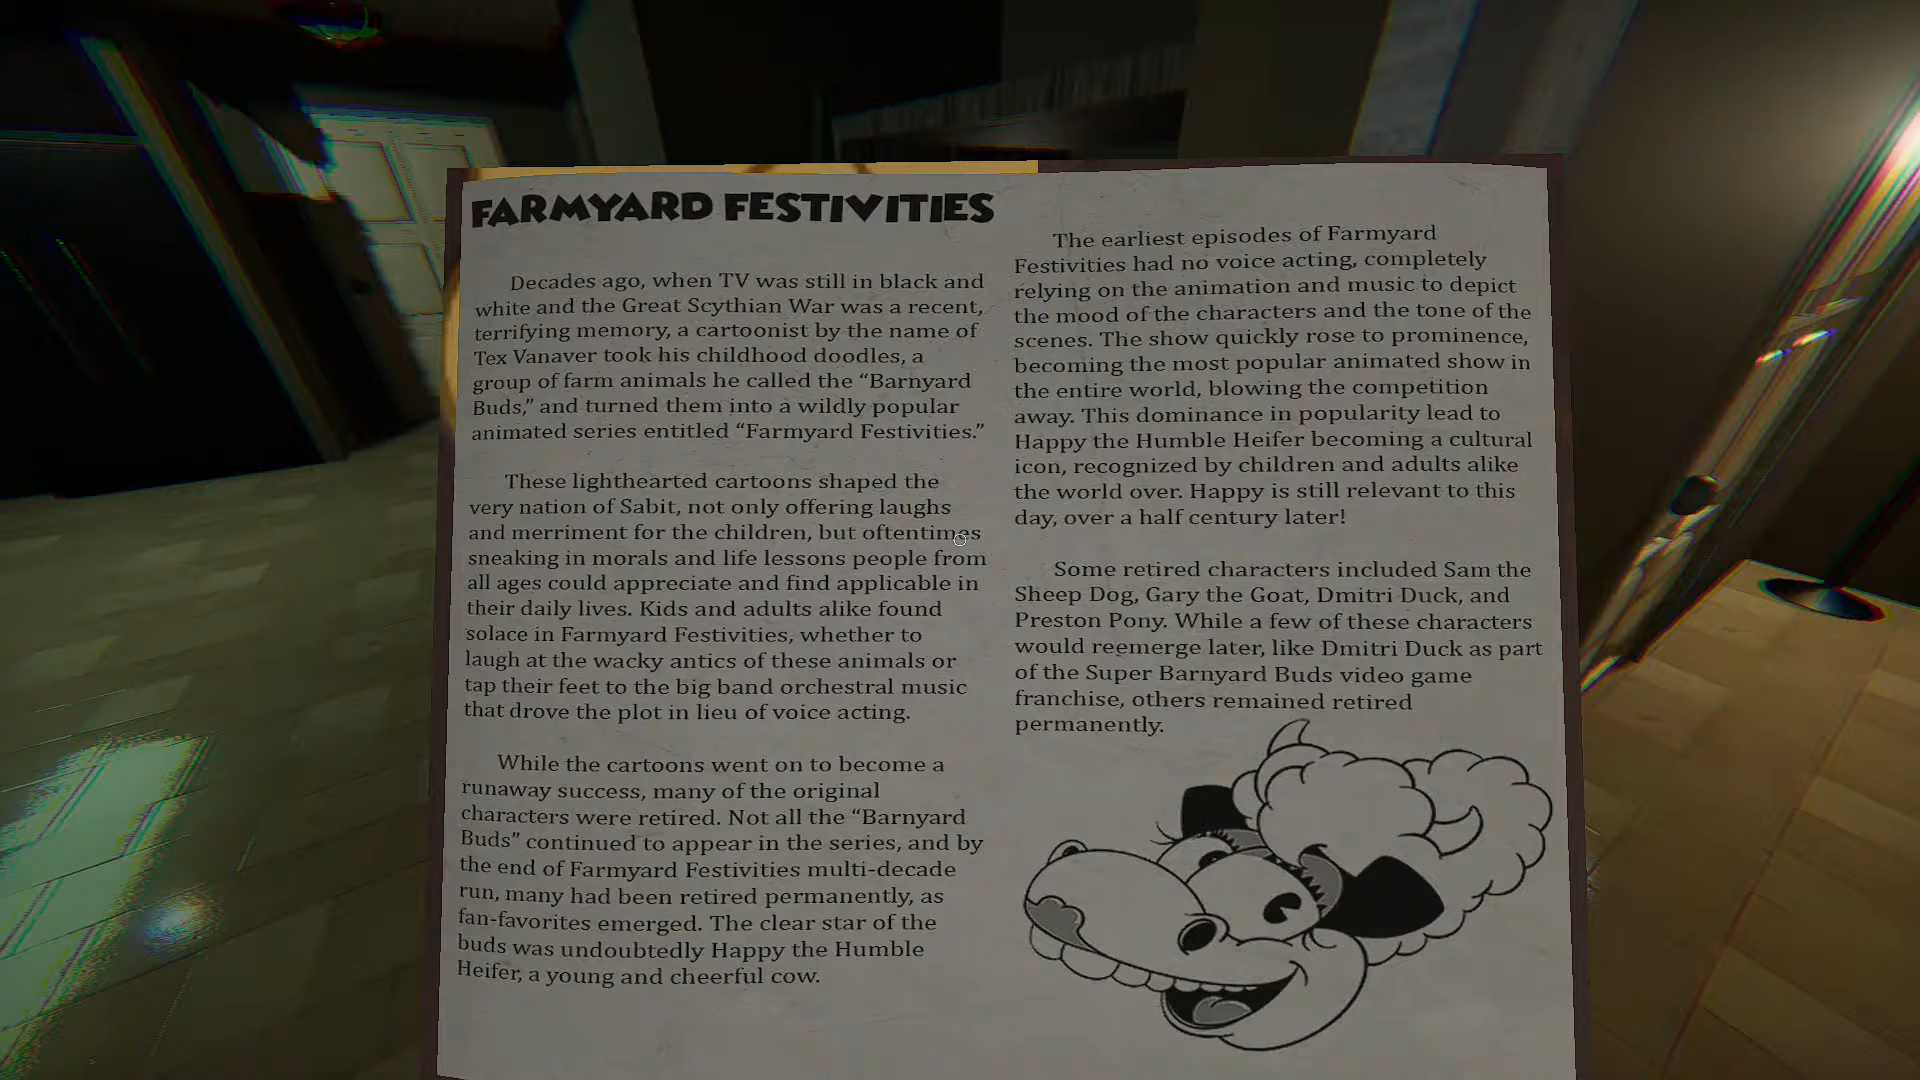 FARMYARD FESTIVITIES
Decades ago, when TV was still in black and
white and the Great Scythian War was a recent,
terrifying memory, a cartoonist by the name of
Tex Vanaver took his childhood doodles, a
group of farm animals he called the “Barnyard
Buds,” and turned them into a wildly popular
animated series entitled “Farmyard Festivities.”
These lighthearted cartoons shaped the
very nation of Sabit, not only offering laughs
and merriment for the children, but oftentimes
sneaking in morals and life lessons people from
all ages could appreciate and find applicable in
their daily lives. Kids and adults alike found
solace in Farmyard Festivities, whether to
laugh at the wacky antics of these animals or
tap their feet to the big band orchestral music
that drove the plot in lieu of voice acting.
While the cartoons went on to become a
runaway success, many of the original
characters were retired. Not all the “Barnyard
Buds” continued to appear in the series, and by
the end of Farmyard Festivities multi-decade
run, many had been retired permanently, as
fan-favorites emerged. The clear star of the
buds was undoubtedly Happy the Humble
Heifer, a young and cheerful cow.
The earliest episodes of Farmyard
Festivities had no voice acting, completely
relying on the animation and music to depict
the mood of the characters and the tone of the
scenes. The show quickly rose to prominence,
becoming the most popular animated show in
the entire world, blowing the competition
away. This dominance in popularity lead to
Happy the Humble Heifer becoming a cultural
icon, recognized by children and adults alike
the world over. Happy is still relevant to this
day, over a half century later!
Some retired characters included Sam the
Sheep Dog, Gary the Goat, Dmitri Duck, and
Preston Pony. While a few of these characters
would reemerge later, like Dmitri Duck as part
of the Super Barnyard Buds video game
franchise, others remained retired
permanently.